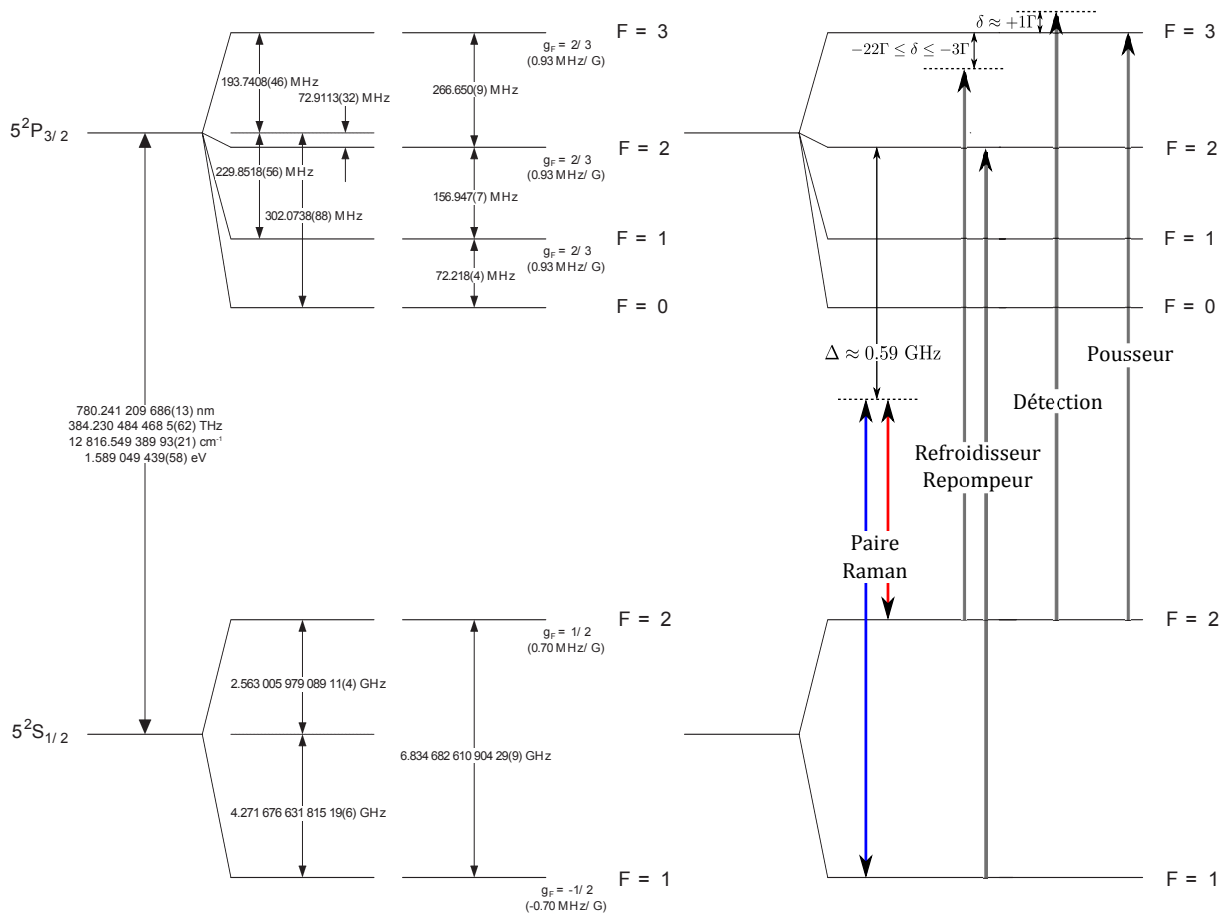 F = 3
g_F = 2/ 3
(0.93 MHz/ G)
193.7408(46) MHz
72.9113(32) MHz
266.650(9) MHz
5²P₃/ ₂
F = 2
g_F = 2/ 3
(0.93 MHz/ G)
229.8518(56) MHz
156.947(7) MHz
302.0738(88) MHz
F = 1
g_F = 2/ 3
(0.93 MHz/ G)
72.218(4) MHz
F = 0
780.241 209 686(13) nm
384.230 484 468 5(62) THz
12 816.549 389 93(21) cm⁻¹
1.589 049 439(58) eV
F = 2
g_F = 1/ 2
(0.70 MHz/ G)
2.563 005 979 089 11(4) GHz
5²S₁/ ₂
6.834 682 610 904 29(9) GHz
4.271 676 631 815 19(6) GHz
F = 1
g_F = -1/ 2
(-0.70 MHz/ G)
δ ≈ +1Γ
F = 3
−22Γ ≤ δ ≤ −3Γ
F = 2
F = 1
F = 0
Δ ≈ 0.59 GHz
Pousseur
Détection
Refroidisseur
Repompeur
Paire
Raman
F = 2
F = 1